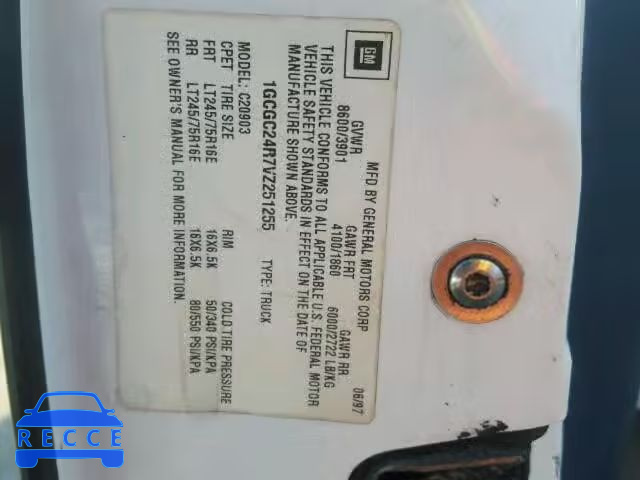 GM
MFD BY GENERAL MOTORS CORP 06/97
GVWR GAWR FRT GAWR RR
8600/3901 4100/1860 6000/2722 LB/KG
THIS VEHICLE CONFORMS TO ALL APPLICABLE U.S. FEDERAL MOTOR
VEHICLE SAFETY STANDARDS IN EFFECT ON THE DATE OF
MANUFACTURE SHOWN ABOVE.
1GCGC24R7VZ251255 TYPE: TRUCK
MODEL: C20903
CPET TIRE SIZE RIM COLD TIRE PRESSURE
FRT LT245/75R16E 16X6.5K 50/340 PSI/KPA
RR LT245/75R16E 16X6.5K 80/550 PSI/KPA
SEE OWNER'S MANUAL FOR MORE INFORMATION.
RECCE